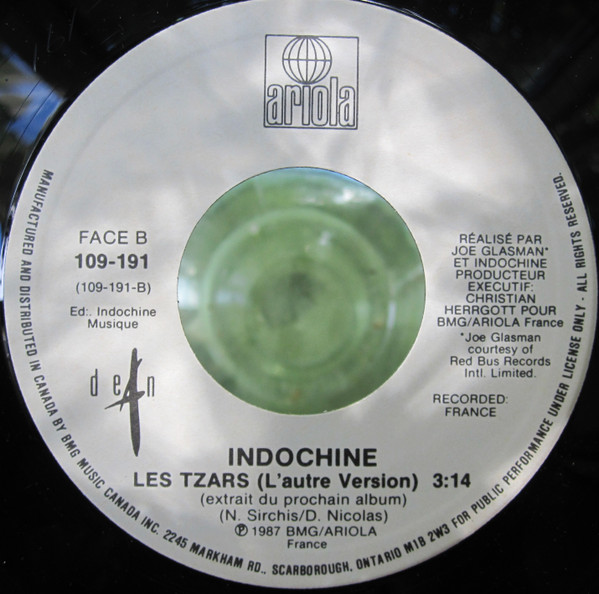 ariola
FACE B
109-191
(109-191-B)
Ed:. Indochine
Musique
deAn
RÉALISÉ PAR
JOE GLASMAN*
ET INDOCHINE
PRODUCTEUR
EXECUTIF:
CHRISTIAN
HERRGOTT POUR
BMG/ARIOLA France
*Joe Glasman
courtesy of
Red Bus Records
Intl. Limited.
RECORDED:
FRANCE
INDOCHINE
LES TZARS (L'autre Version) 3:14
(extrait du prochain album)
(N. Sirchis/D. Nicolas)
℗ 1987 BMG/ARIOLA
France
MANUFACTURED AND DISTRIBUTED IN CANADA BY BMG MUSIC CANADA INC. 2245 MARKHAM RD., SCARBOROUGH, ONTARIO M1B 2W3 FOR PUBLIC PERFORMANCE UNDER LICENSE ONLY - ALL RIGHTS RESERVED.